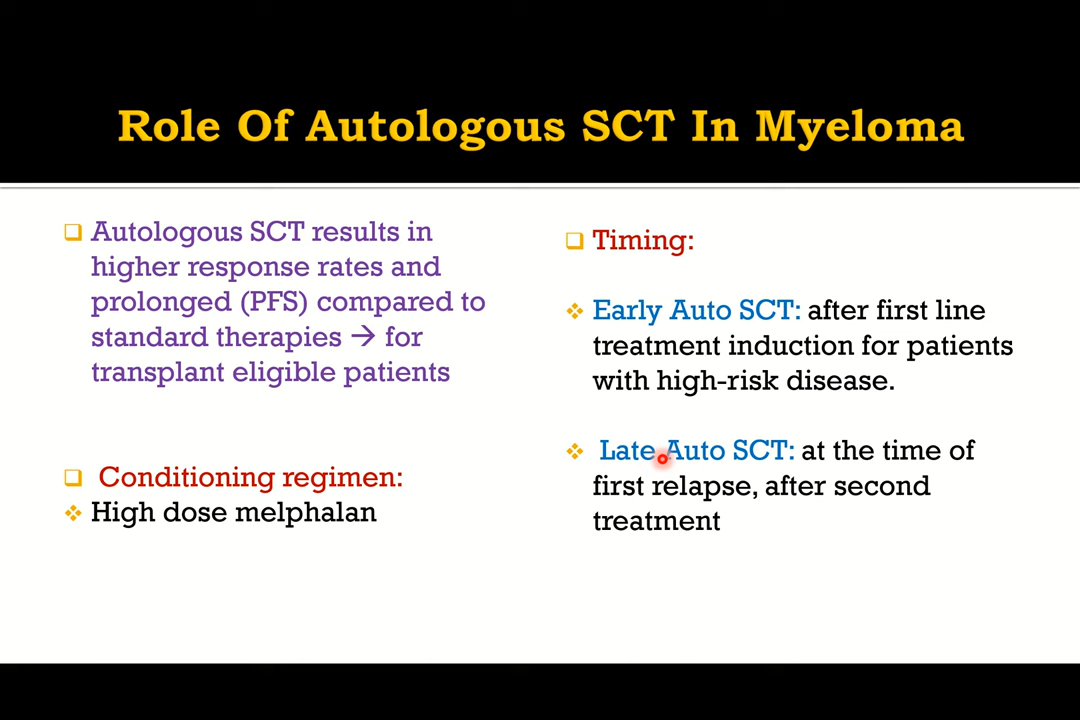 Role Of Autologous SCT In Myeloma
❑ Autologous SCT results in
higher response rates and
prolonged (PFS) compared to
standard therapies → for
transplant eligible patients
❑ Conditioning regimen:
❖ High dose melphalan
❑ Timing:
❖ Early Auto SCT: after first line
treatment induction for patients
with high-risk disease.
❖ Late Auto SCT: at the time of
first relapse, after second
treatment